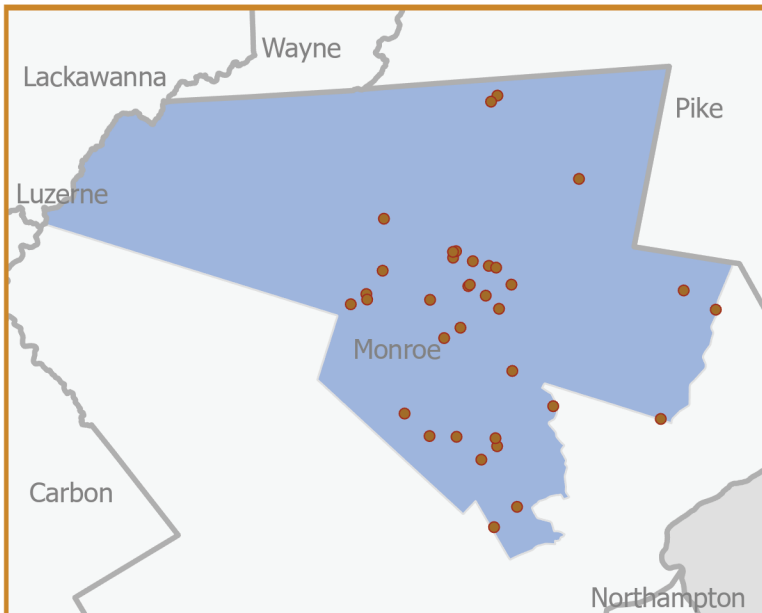 Wayne
Lackawanna
Pike
Luzerne
Monroe
Carbon
Northampton